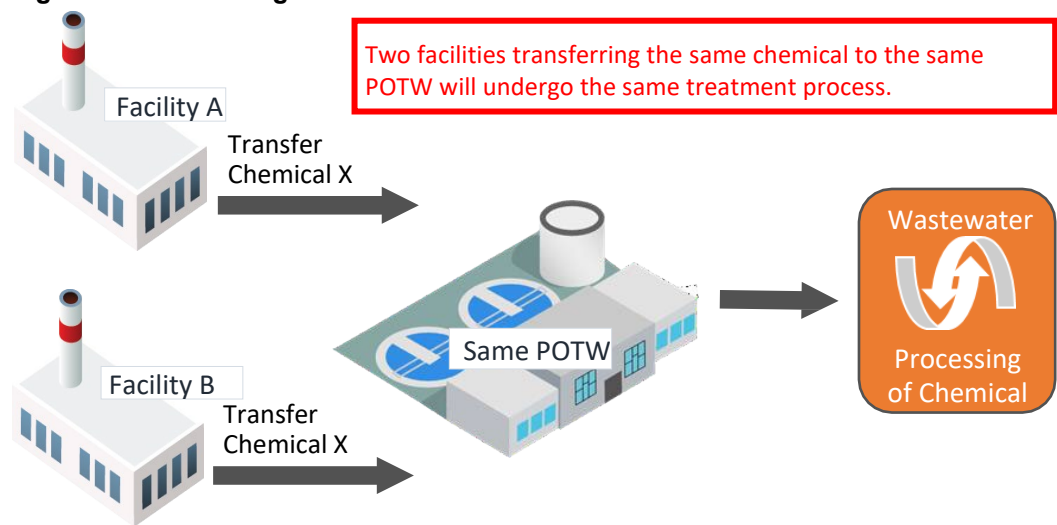 Two facilities transferring the same chemical to the same
POTW will undergo the same treatment process.
Facility A
Transfer
Chemical X
Wastewater
Same POTW
Processing
of Chemical
Facility B
Transfer
Chemical X